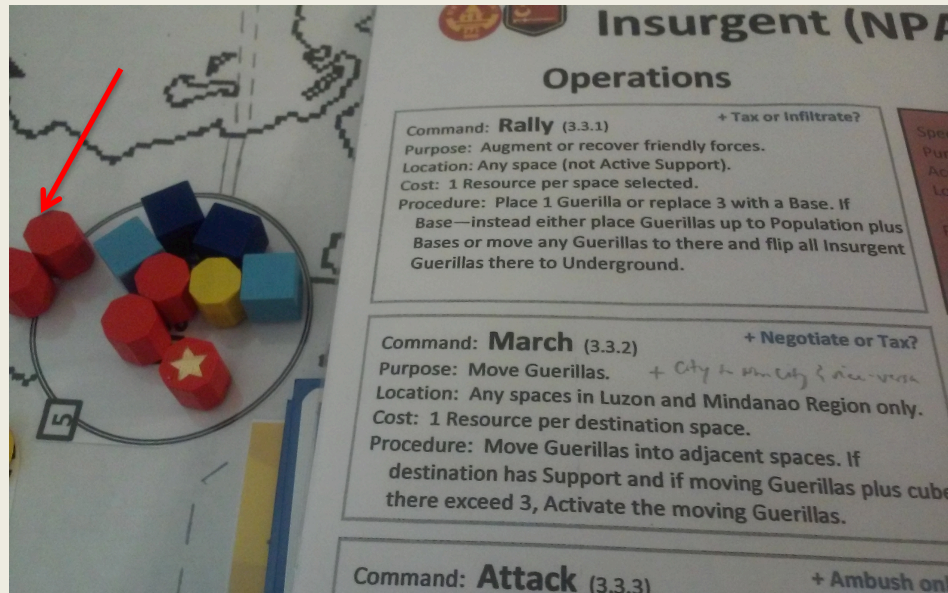 Insurgent (NPA
Operations
Command: Rally (3.3.1) + Tax or Infiltrate?
Purpose: Augment or recover friendly forces.
Location: Any space (not Active Support).
Cost: 1 Resource per space selected.
Procedure: Place 1 Guerilla or replace 3 with a Base. If
Base—instead either place Guerillas up to Population plus
Bases or move any Guerillas to there and flip all Insurgent
Guerillas there to Underground.
Command: March (3.3.2) + Negotiate or Tax?
Purpose: Move Guerillas. + City to &
Location: Any spaces in Luzon and Mindanao Region only.
Cost: 1 Resource per destination space.
Procedure: Move Guerillas into adjacent spaces. If
destination has Support and if moving Guerillas plus cube
there exceed 3, Activate the moving Guerillas.
Command: Attack (3.3.3) + Ambush onl
5